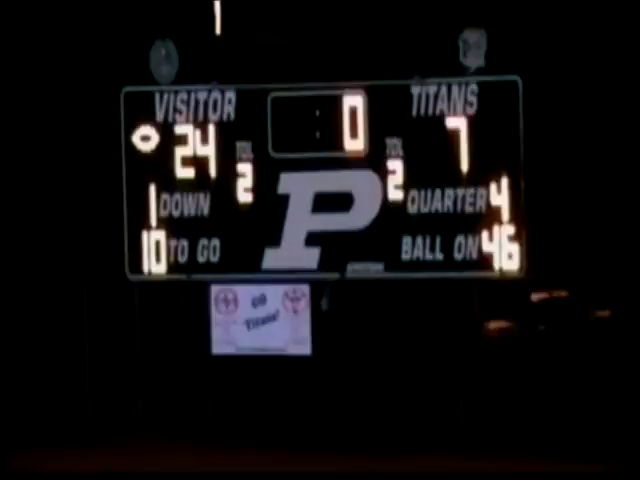 VISITOR : 0 TITANS
24 TOL 2 TOL 2 7
1 DOWN P QUARTER 4
10 TO GO BALL ON 46
Go
Titans!